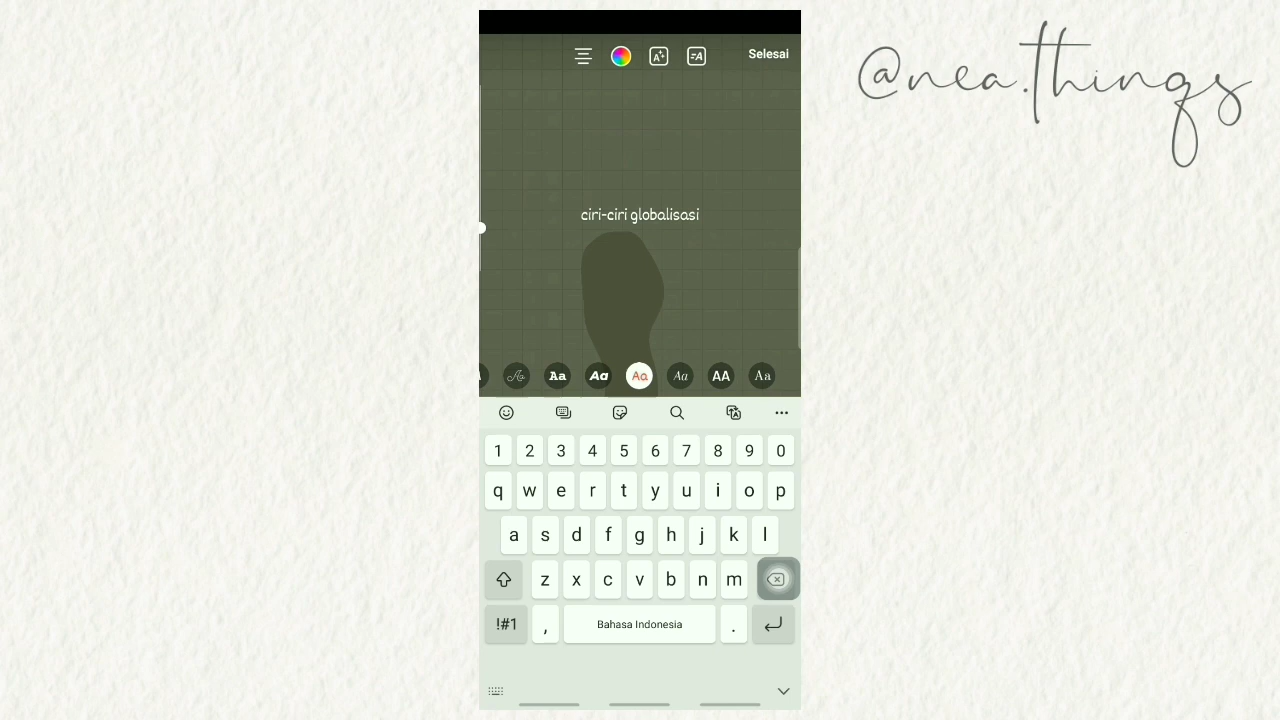 @nea.things
Selesai
ciri-ciri globalisasi
Aa Aa Aa Aa Aa AA Aa
1 2 3 4 5 6 7 8 9 0
q w e r t y u i o p
a s d f g h j k l
z x c v b n m
!#1 , Bahasa Indonesia .